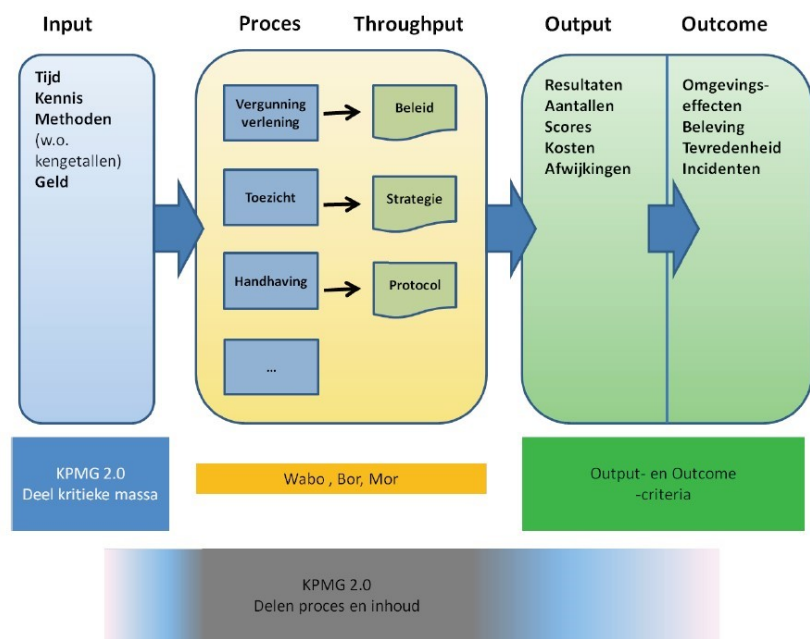 Input
Proces
Throughput
Output
Outcome
Tijd
Kennis
Methoden
(w.o.
kengetallen)
Geld
Vergunning
verlening
Beleid
Toezicht
Strategie
Handhaving
Protocol
...
Resultaten
Aantallen
Scores
Kosten
Afwijkingen
Omgevings-
effecten
Beleving
Tevredenheid
Incidenten
KPMG 2.0
Deel kritieke massa
Wabo , Bor, Mor
Output- en Outcome
-criteria
KPMG 2.0
Delen proces en inhoud